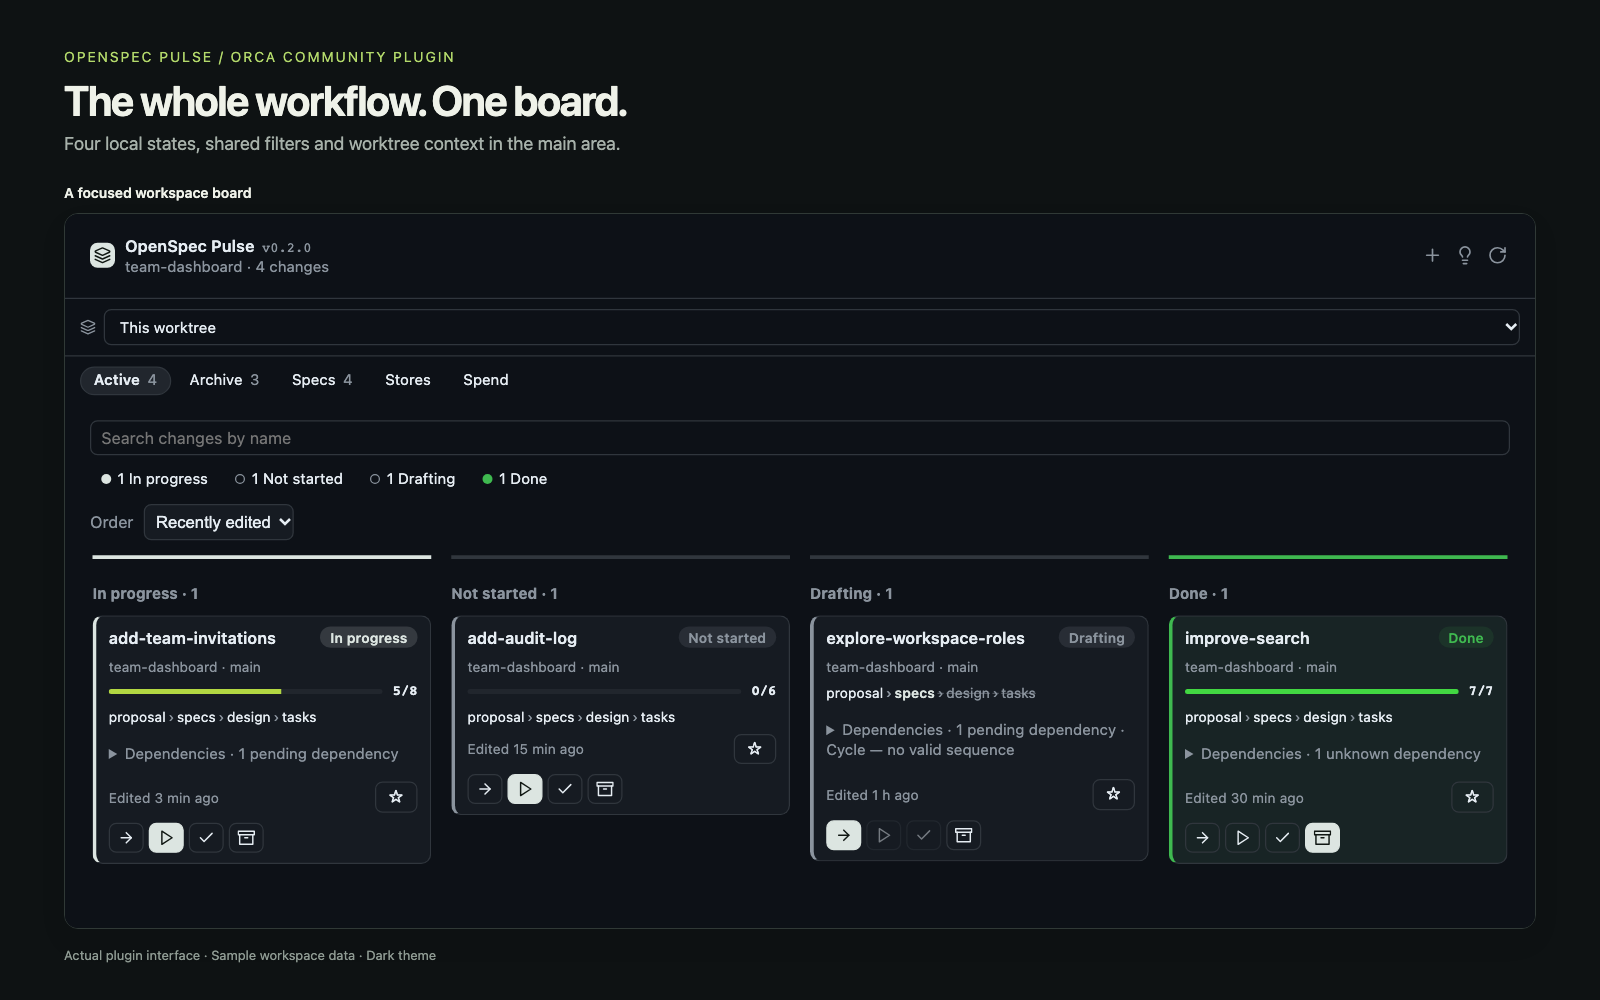 OPENSPEC PULSE / ORCA COMMUNITY PLUGIN
The whole workflow. One board.
Four local states, shared filters and worktree context in the main area.
A focused workspace board
OpenSpec Pulse v0.2.0
team-dashboard · 4 changes
This worktree
Active 4 Archive 3 Specs 4 Stores Spend
Search changes by name
1 In progress 1 Not started 1 Drafting 1 Done
Order Recently edited
In progress · 1
add-team-invitations In progress
team-dashboard · main
5/8
proposal › specs › design › tasks
Dependencies · 1 pending dependency
Edited 3 min ago
Not started · 1
add-audit-log Not started
team-dashboard · main
0/6
proposal › specs › design › tasks
Edited 15 min ago
Drafting · 1
explore-workspace-roles Drafting
team-dashboard · main
proposal › specs › design › tasks
Dependencies · 1 pending dependency ·
Cycle — no valid sequence
Edited 1 h ago
Done · 1
improve-search Done
team-dashboard · main
7/7
proposal › specs › design › tasks
Dependencies · 1 unknown dependency
Edited 30 min ago
Actual plugin interface · Sample workspace data · Dark theme